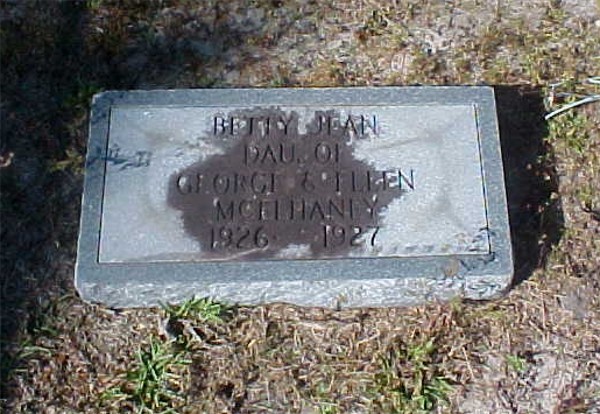 BETTY JEAN
DAU. OF
GEORGE & ELLEN
MCELHANEY
1926 1927